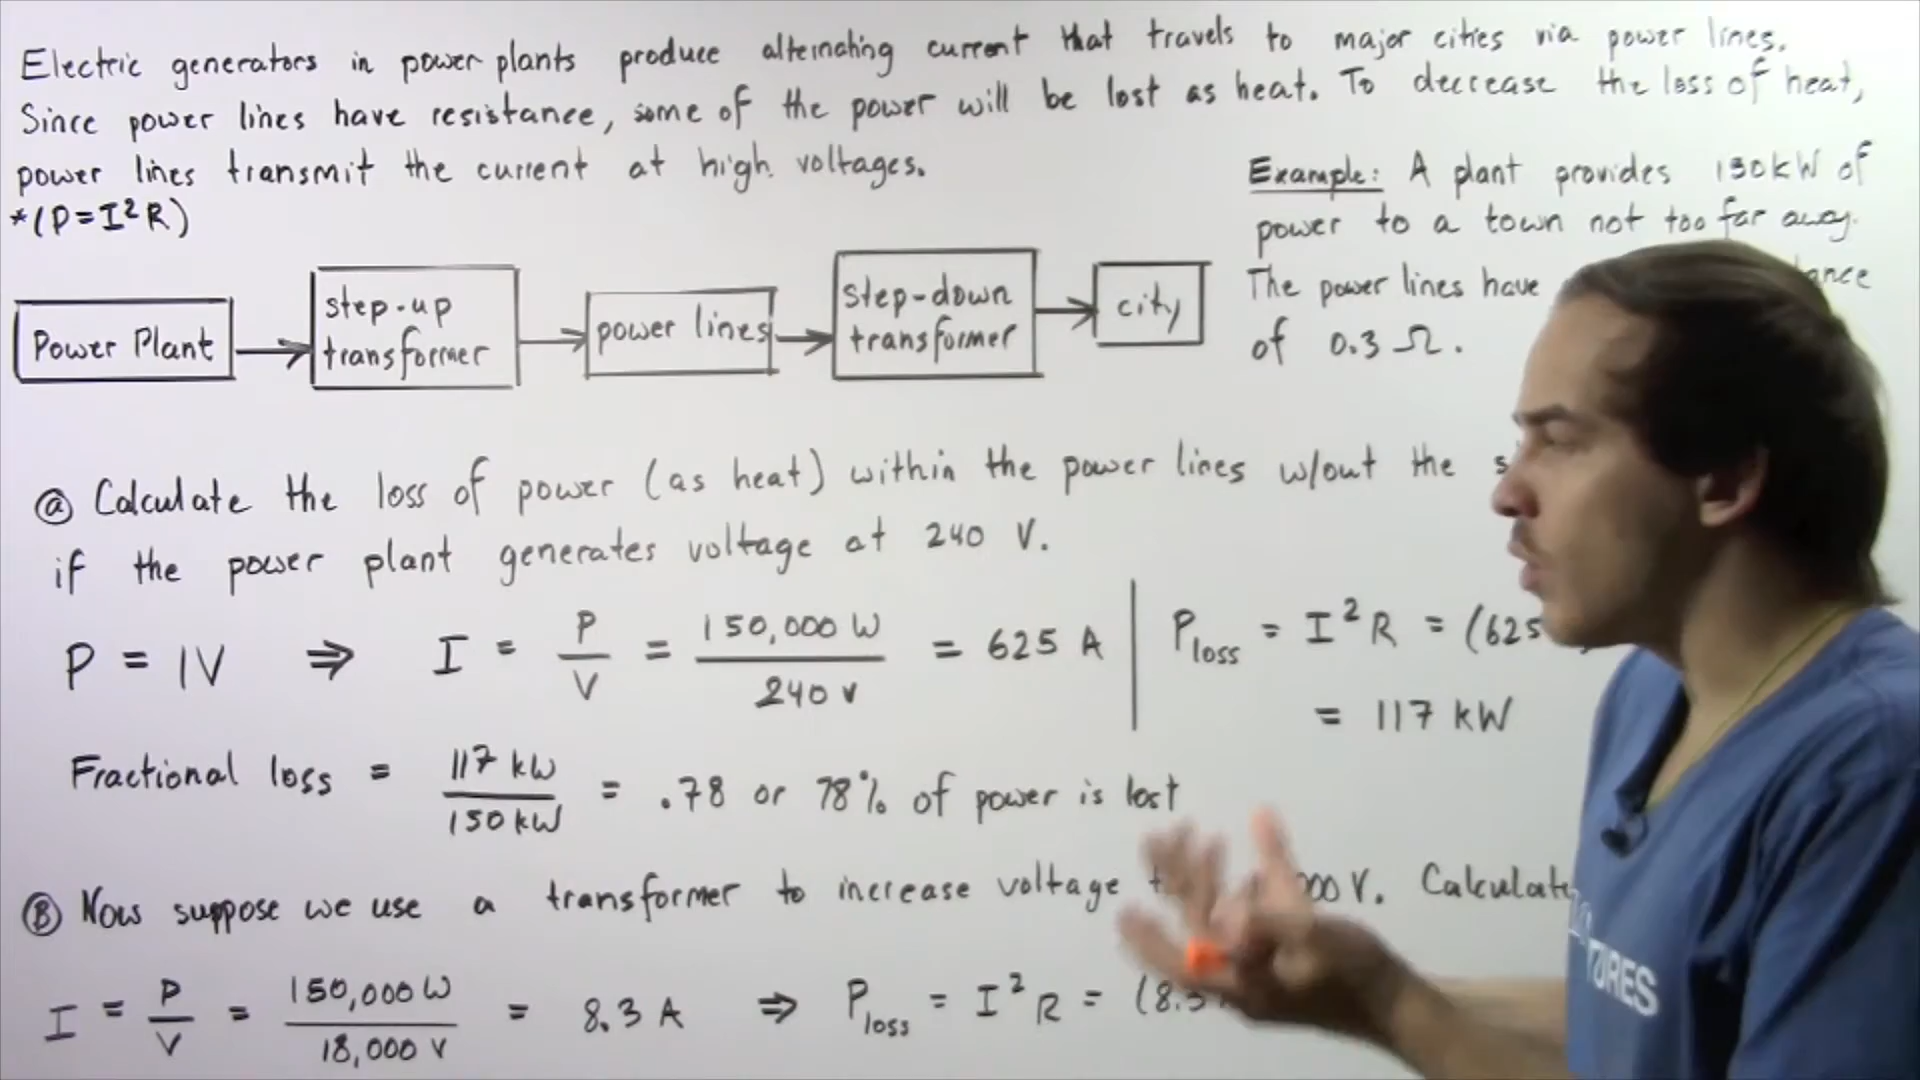 Electric generators in power plants produce alternating current that travels to major cities via power lines.
Since power lines have resistance, some of the power will be lost as heat. To decrease the loss of heat,
power lines transmit the current at high voltages.
*(P=I²R)
Example: A plant provides 150kW of
power to a town not too far away.
The power lines have
of 0.3 Ω.
Power Plant
step-up
transformer
power lines
step-down
transformer
city
ⓐ Calculate the loss of power (as heat) within the power lines w/out the
if the power plant generates voltage at 240 V.
P = IV ⇒ I = P/V = 150,000 W / 240 V = 625 A
P_loss = I²R = (625
= 117 kW
Fractional loss = 117 kW / 150 kW = .78 or 78% of power is lost
Ⓑ Now suppose we use a transformer to increase voltage 000 V. Calculate
I = P/V = 150,000 W / 18,000 V = 8.3 A ⇒ P_loss = I²R = (8.3
TURES